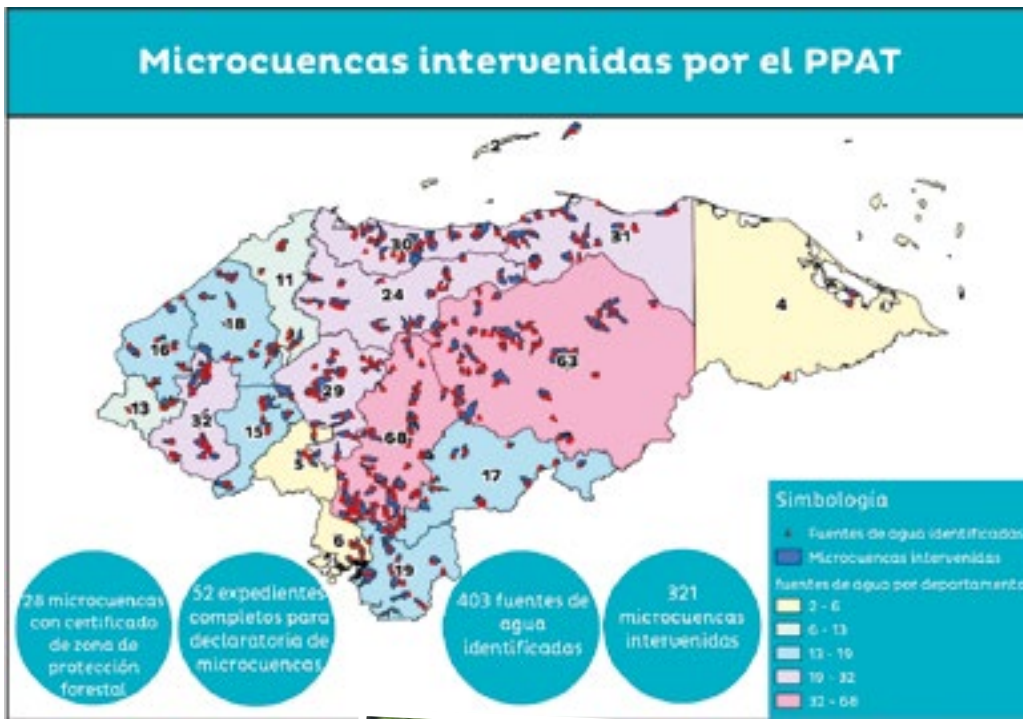 Microcuencas intervenidas por el PPAT
2
30
31
11
24
4
18
16
63
29
13
32
15
68
5
17
6
19
28 microcuencas
con certificado
de zona de
protección
forestal
52 expedientes
completos para
declaratoria de
microcuencas
403 fuentes de
agua
identificadas
321
microcuencas
intervenidas
Simbología
Fuentes de agua identificadas
Microcuencas intervenidas
fuentes de agua por departamento
2 - 6
6 - 13
13 - 19
19 - 32
32 - 68